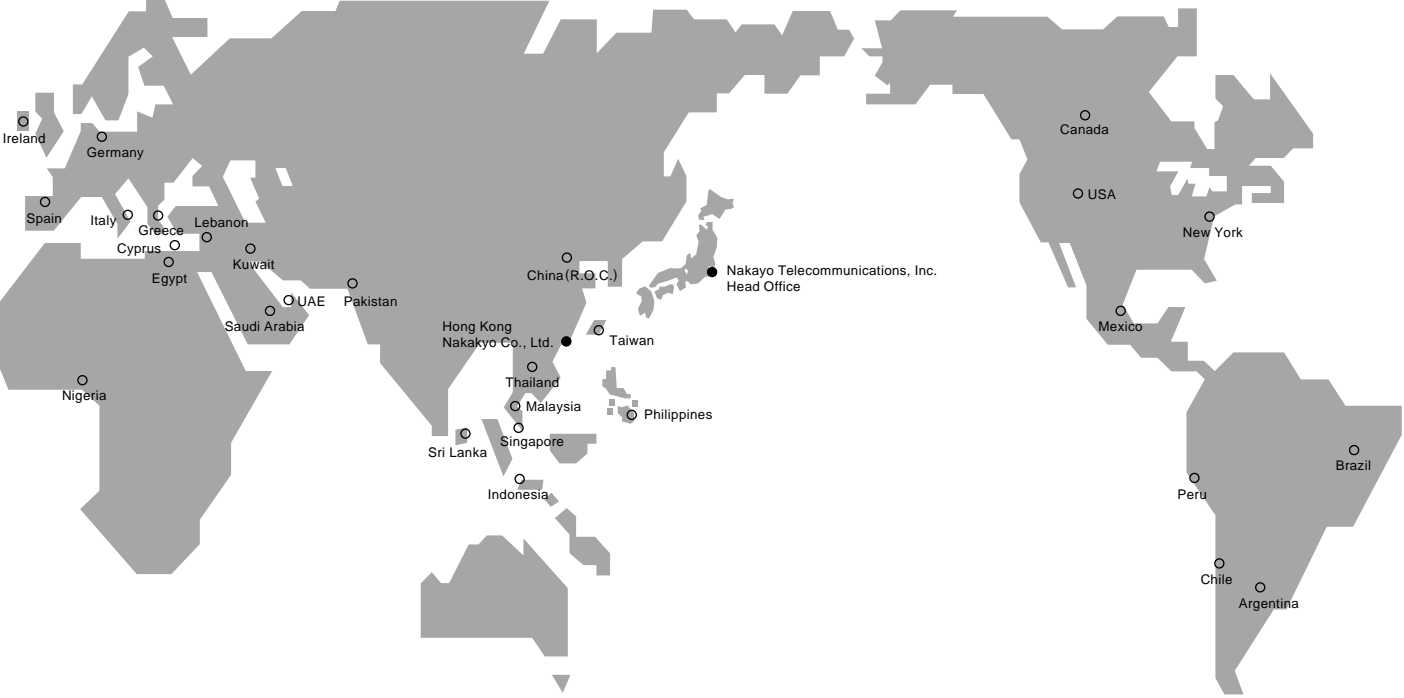 Ireland
Germany
Spain
Italy
Greece
Lebanon
Cyprus
Egypt
Kuwait
UAE
Saudi Arabia
Pakistan
Nigeria
China(R.O.C.)
Hong Kong
Nakakyo Co., Ltd.
Taiwan
Thailand
Malaysia
Philippines
Singapore
Sri Lanka
Indonesia
Nakayo Telecommunications, Inc.
Head Office
Canada
USA
New York
Mexico
Brazil
Peru
Chile
Argentina